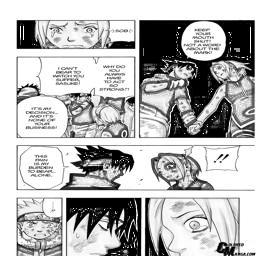 ◇SOB◇
KEEP
YOUR
MOUTH
SHUT!
NOT A WORD
ABOUT THE
MARK!
I CAN'T
BEAR TO
WATCH YOU
SUFFER,
SASUKE!
WHY DO
YOU
ALWAYS
HAVE
TO ACT
SO
STRONG?!
IT'S MY
DECISION...
AND IT'S
NONE OF YOUR
BUSINESS!
THIS
PAIN
IS MY
BURDEN
TO BEAR...
ALONE.
!!